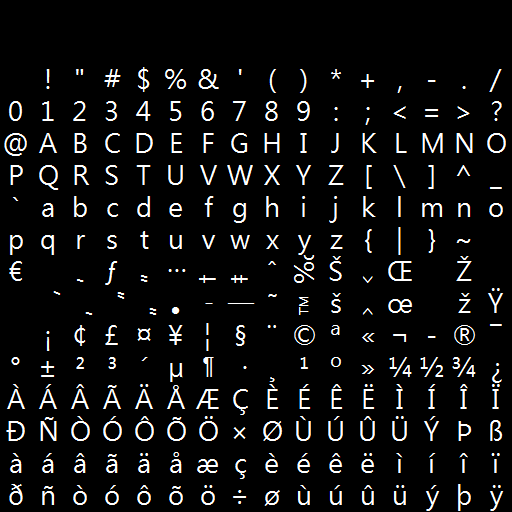 ! " # $ % & ' ( ) * + , - . /
0 1 2 3 4 5 6 7 8 9 : ; < = > ?
@ A B C D E F G H I J K L M N O
P Q R S T U V W X Y Z [ \ ] ^ _
` a b c d e f g h i j k l m n o
p q r s t u v w x y z { | } ~
€ ƒ … ˆ ‰ Š Œ Ž
• – — ˜ š œ ž Ÿ
¡ ¢ £ ¤ ¥ ¦ § ¨ © ª « ¬ - ® ¯
° ± ² ³ ´ µ ¶ · ¸ ¹ º » ¼ ½ ¾ ¿
À Á Â Ã Ä Å Æ Ç È É Ê Ë Ì Í Î Ï
Ð Ñ Ò Ó Ô Õ Ö × Ø Ù Ú Û Ü Ý Þ ß
à á â ã ä å æ ç è é ê ë ì í î ï
ð ñ ò ó ô õ ö ÷ ø ù ú û ü ý þ ÿ